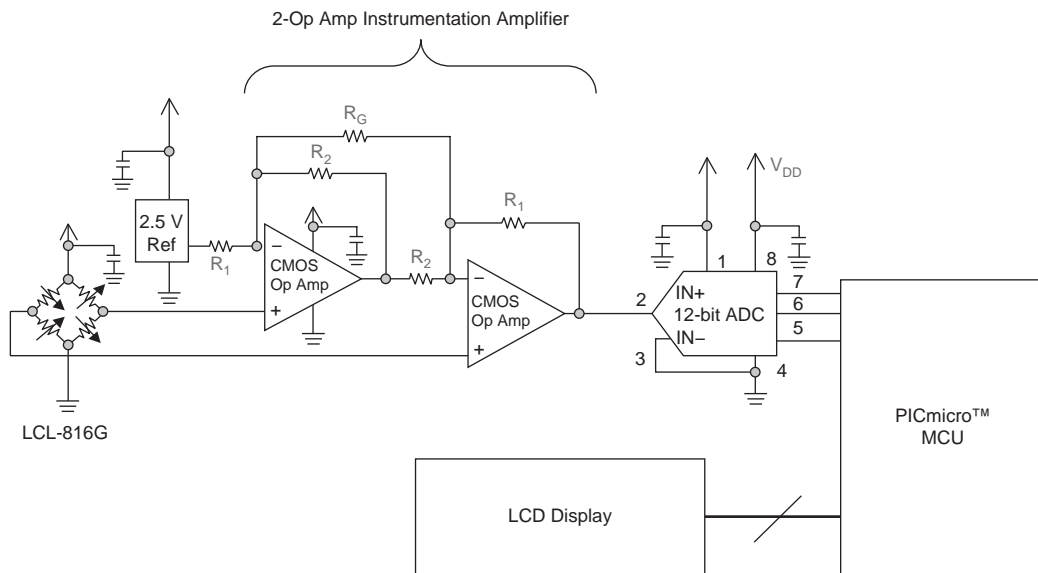 2-Op Amp Instrumentation Amplifier
R_G
R_2
V_DD
2.5 V
Ref
R_1
R_1
−
CMOS
Op Amp
+
R_2
−
CMOS
Op Amp
+
1
8
2
IN+
12-bit ADC
IN−
3
4
7
6
5
LCL-816G
PICmicro™
MCU
LCD Display